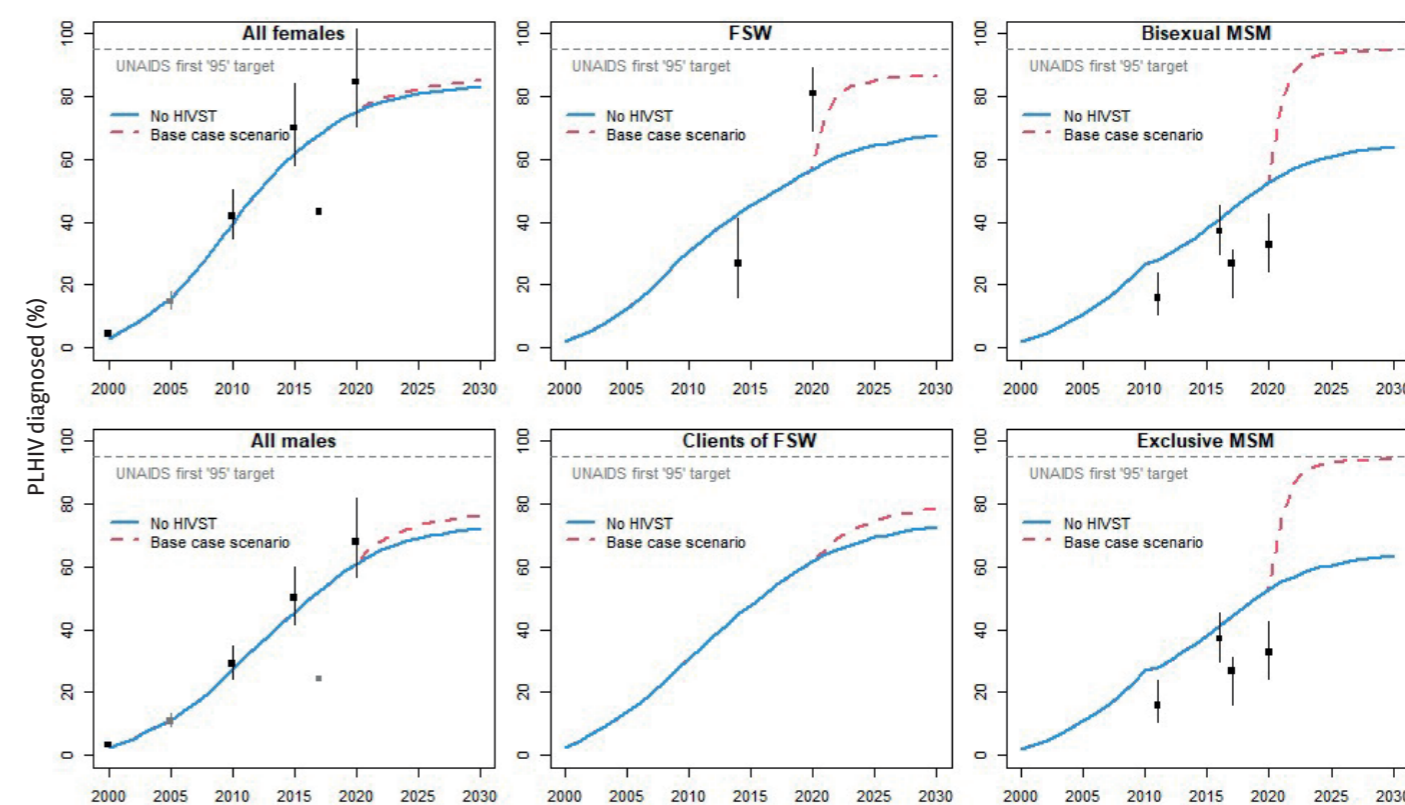 PLHIV diagnosed (%)
All females
UNAIDS first '95' target
No HIVST
Base case scenario
0 20 40 60 80 100
2000 2005 2010 2015 2020 2025 2030
FSW
UNAIDS first '95' target
No HIVST
Base case scenario
0 20 40 60 80 100
2000 2005 2010 2015 2020 2025 2030
Bisexual MSM
UNAIDS first '95' target
No HIVST
Base case scenario
0 20 40 60 80 100
2000 2005 2010 2015 2020 2025 2030
All males
UNAIDS first '95' target
No HIVST
Base case scenario
0 20 40 60 80 100
2000 2005 2010 2015 2020 2025 2030
Clients of FSW
UNAIDS first '95' target
No HIVST
Base case scenario
0 20 40 60 80 100
2000 2005 2010 2015 2020 2025 2030
Exclusive MSM
UNAIDS first '95' target
No HIVST
Base case scenario
0 20 40 60 80 100
2000 2005 2010 2015 2020 2025 2030